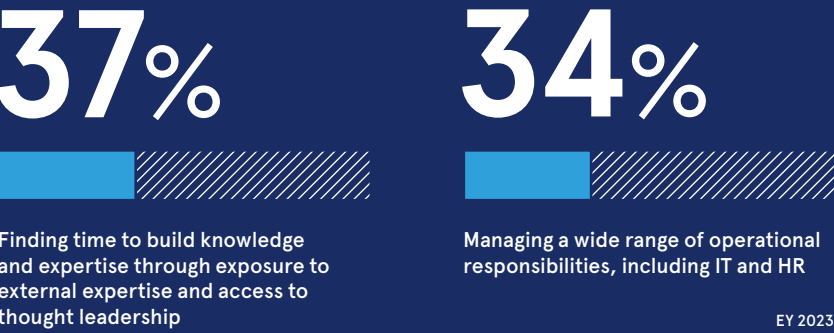 37%
Finding time to build knowledge
and expertise through exposure to
external expertise and access to
thought leadership
34%
Managing a wide range of operational
responsibilities, including IT and HR
EY 2023